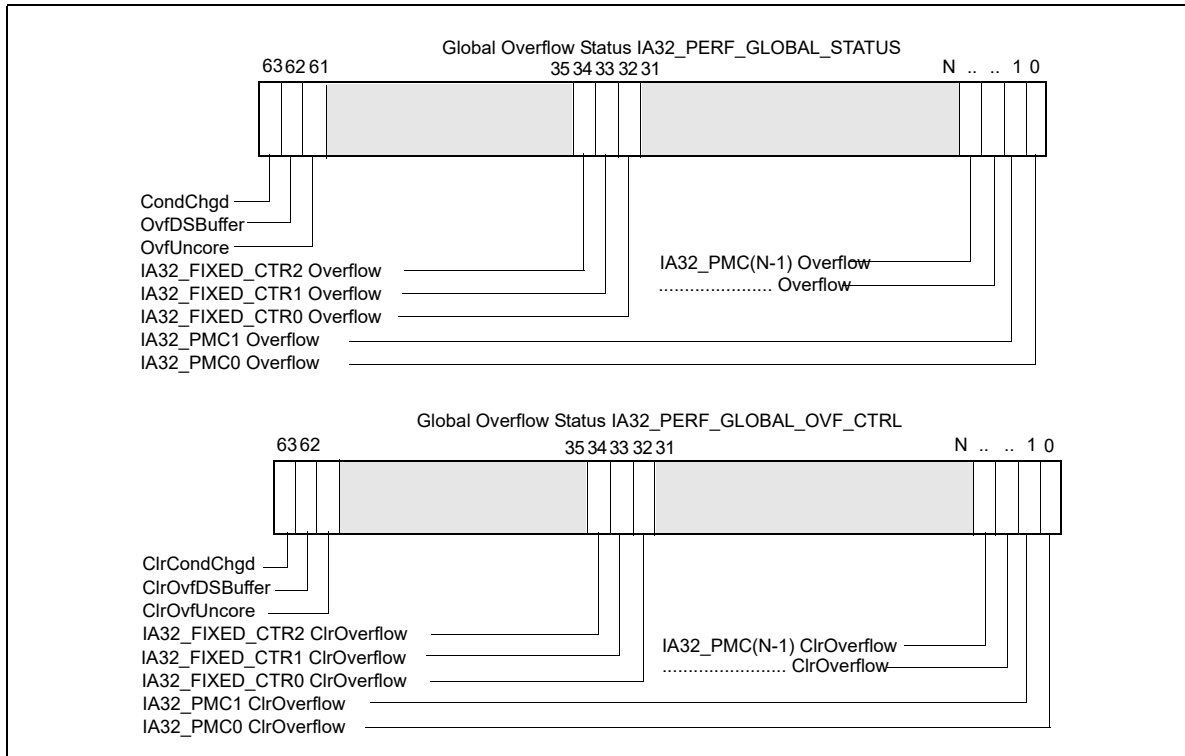 Global Overflow Status IA32_PERF_GLOBAL_STATUS
63 62 61 35 34 33 32 31 N .. .. 1 0
CondChgd
OvfDSBuffer
OvfUncore
IA32_FIXED_CTR2 Overflow
IA32_FIXED_CTR1 Overflow
IA32_FIXED_CTR0 Overflow
IA32_PMC1 Overflow
IA32_PMC0 Overflow
IA32_PMC(N-1) Overflow
...................... Overflow
Global Overflow Status IA32_PERF_GLOBAL_OVF_CTRL
63 62 35 34 33 32 31 N .. .. 1 0
ClrCondChgd
ClrOvfDSBuffer
ClrOvfUncore
IA32_FIXED_CTR2 ClrOverflow
IA32_FIXED_CTR1 ClrOverflow
IA32_FIXED_CTR0 ClrOverflow
IA32_PMC1 ClrOverflow
IA32_PMC0 ClrOverflow
IA32_PMC(N-1) ClrOverflow
........................ ClrOverflow